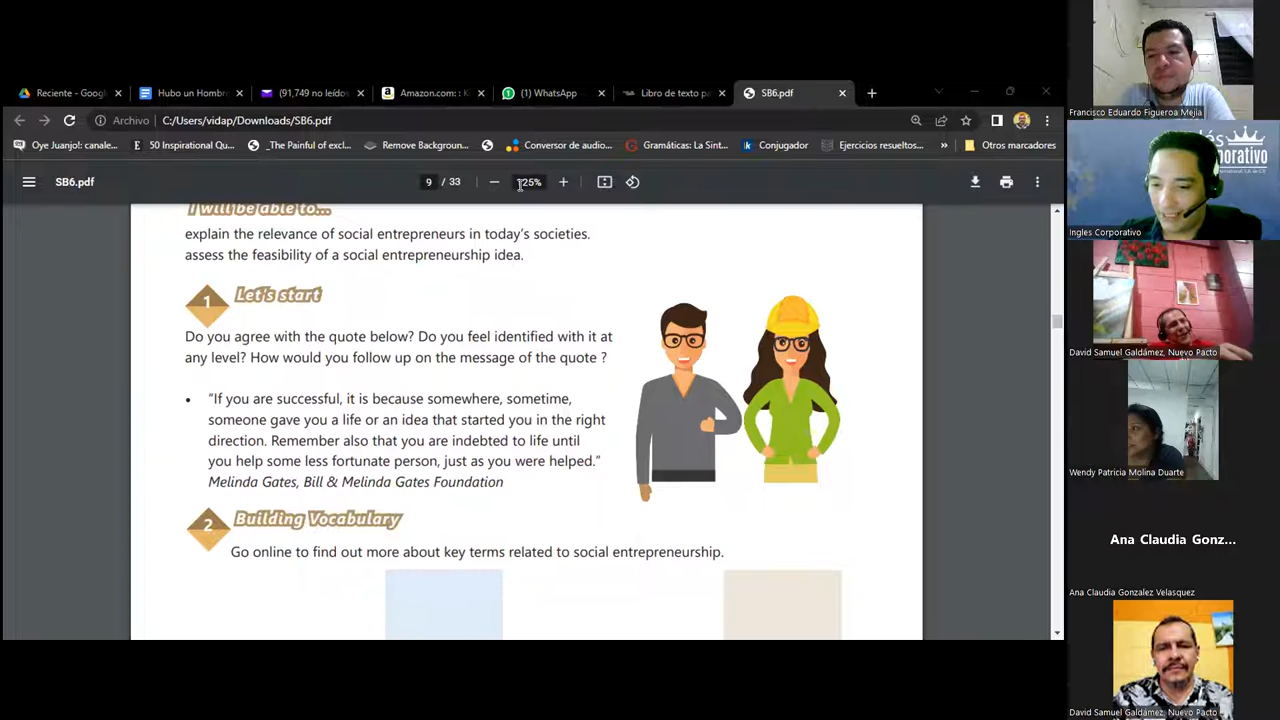 Reciente - Googl
Hubo un Hombr
(91,749 no leídos
Amazon.com: : K
(1) WhatsApp
Libro de texto pa
SB6.pdf
Archivo
C:/Users/vidap/Downloads/SB6.pdf
Oye Juanjo!: canale...
50 Inspirational Qu...
_The Painful of excl...
Remove Backgroun...
Conversor de audio...
Gramáticas: La Sint...
Conjugador
Ejercicios resueltos...
Otros marcadores
SB6.pdf
9 / 33
125%
I will be able to...
explain the relevance of social entrepreneurs in today's societies.
assess the feasibility of a social entrepreneurship idea.
1
Let's start
Do you agree with the quote below? Do you feel identified with it at
any level? How would you follow up on the message of the quote ?
• "If you are successful, it is because somewhere, sometime,
someone gave you a life or an idea that started you in the right
direction. Remember also that you are indebted to life until
you help some less fortunate person, just as you were helped."
Melinda Gates, Bill & Melinda Gates Foundation
2
Building Vocabulary
Go online to find out more about key terms related to social entrepreneurship.
Francisco Eduardo Figueroa Mejía
Ingles Corporativo
David Samuel Galdámez, Nuevo Pacto
Wendy Patricia Molina Duarte
Ana Claudia Gonz...
Ana Claudia Gonzalez Velasquez
David Samuel Galdámez, Nuevo Pacto